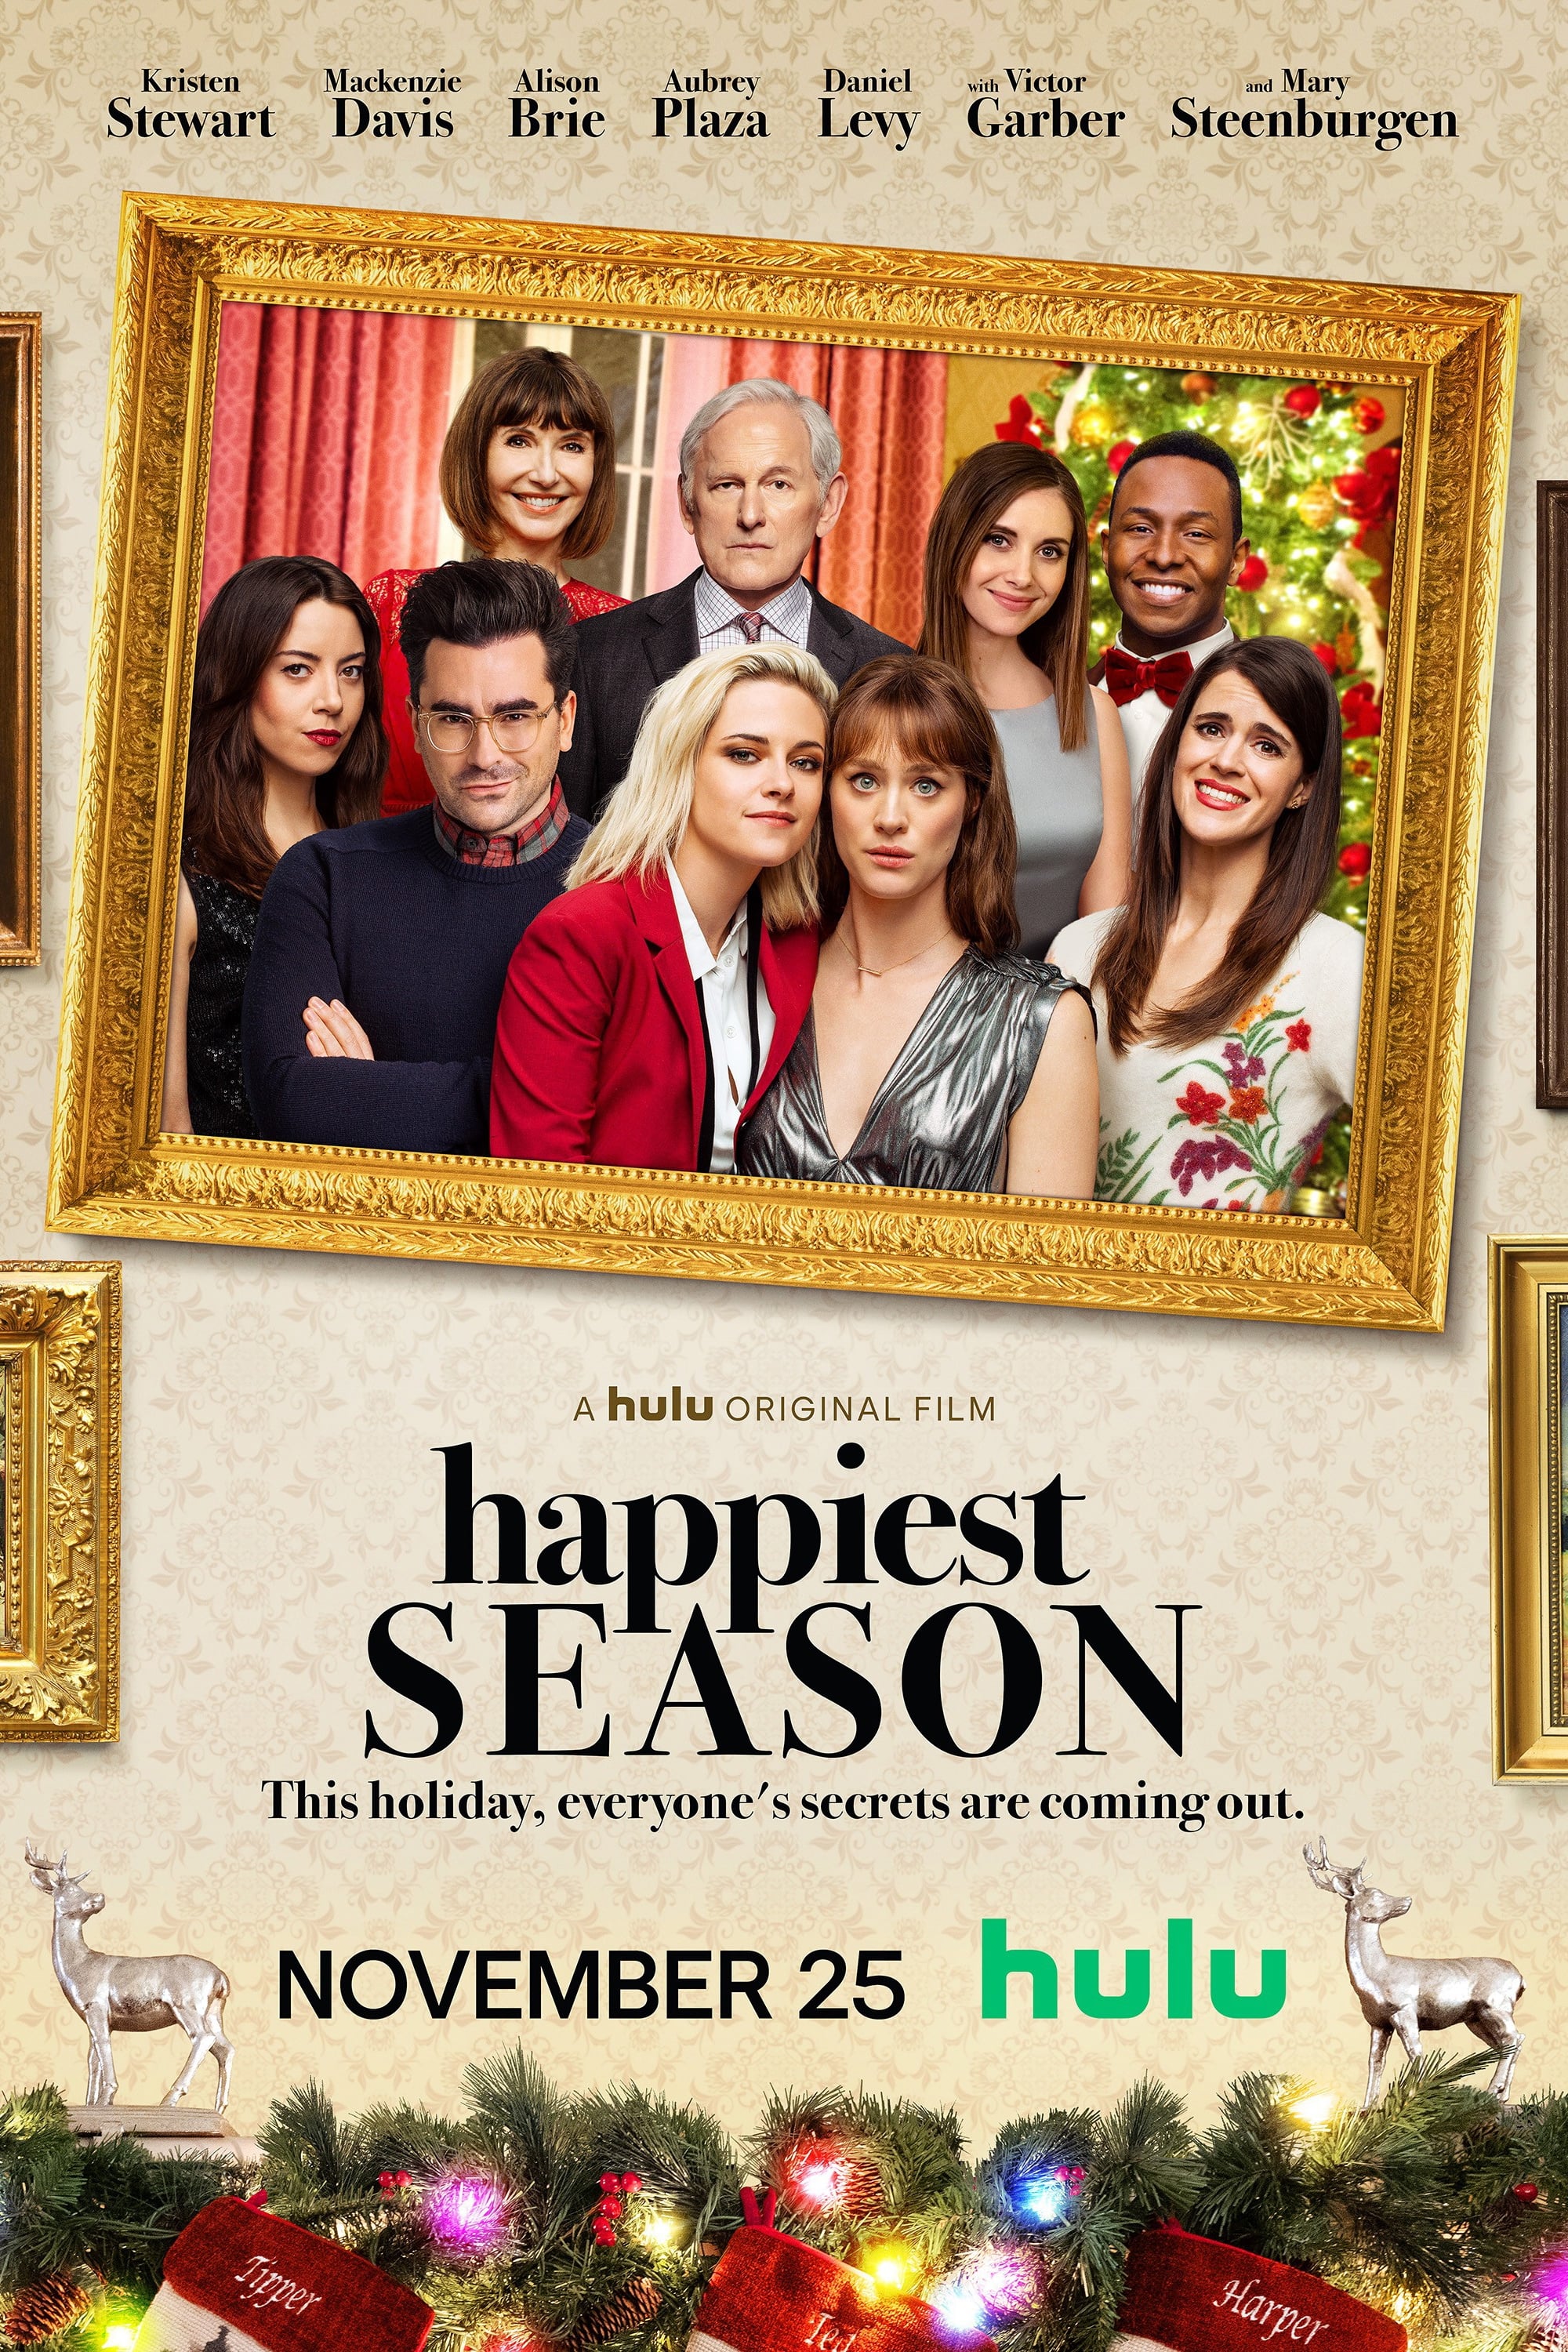 Kristen Stewart
Mackenzie Davis
Alison Brie
Aubrey Plaza
Daniel Levy
with Victor Garber
and Mary Steenburgen
A hulu ORIGINAL FILM
happiest
SEASON
This holiday, everyone's secrets are coming out.
NOVEMBER 25 hulu
Tipper
Ted
Harper